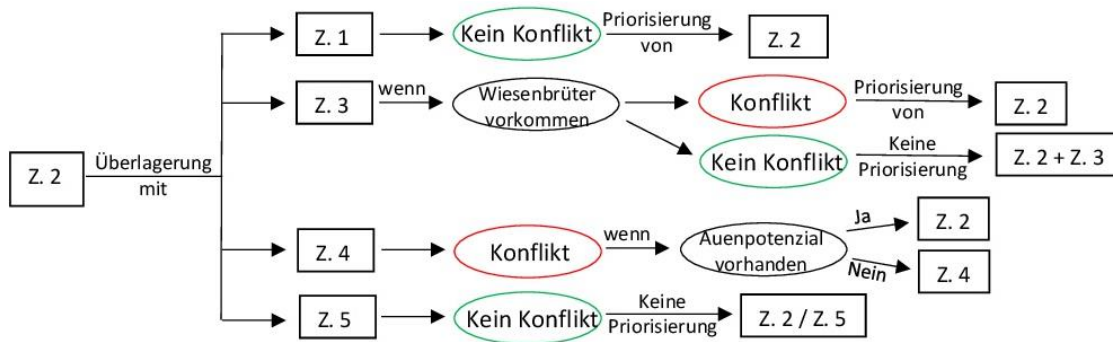 Z. 1
Kein Konflikt
Priorisierung
von
Z. 2
Z. 3
wenn
Wiesenbrüter
vorkommen
Konflikt
Priorisierung
von
Z. 2
Kein Konflikt
Keine
Priorisierung
Z. 2 + Z. 3
Z. 2
Überlagerung
mit
Z. 4
Konflikt
wenn
Auenpotenzial
vorhanden
Ja
Z. 2
Nein
Z. 4
Z. 5
Kein Konflikt
Keine
Priorisierung
Z. 2 / Z. 5